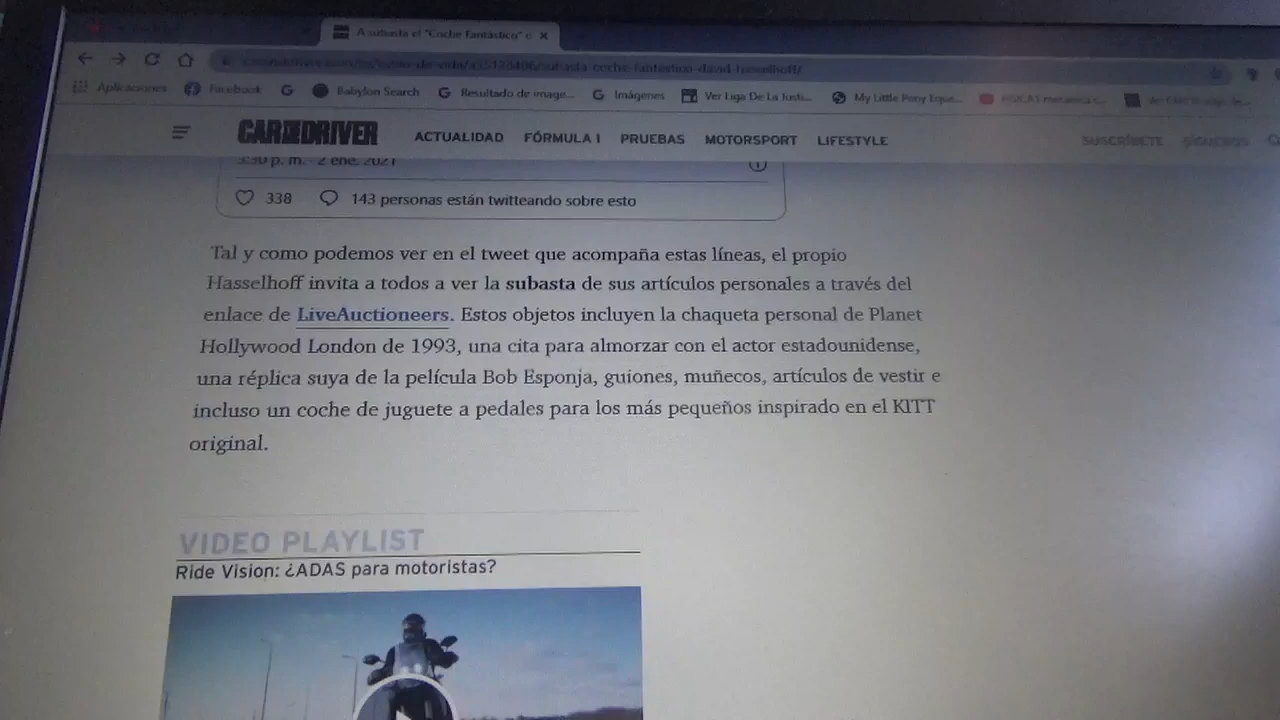 A subasta el "Coche Fantástico" d
Aplicaciones Facebook Babylon Search Resultado de image... Imágenes Ver Liga De La Justi... My Little Pony Eque...
CAR AND DRIVER ACTUALIDAD FÓRMULA 1 PRUEBAS MOTORSPORT LIFESTYLE SUSCRÍBETE SÍGUENOS
3:30 p. m. · 2 ene. 2021
338 143 personas están twitteando sobre esto
Tal y como podemos ver en el tweet que acompaña estas líneas, el propio
Hasselhoff invita a todos a ver la subasta de sus artículos personales a través del
enlace de LiveAuctioneers. Estos objetos incluyen la chaqueta personal de Planet
Hollywood London de 1993, una cita para almorzar con el actor estadounidense,
una réplica suya de la película Bob Esponja, guiones, muñecos, artículos de vestir e
incluso un coche de juguete a pedales para los más pequeños inspirado en el KITT
original.
VIDEO PLAYLIST
Ride Vision: ¿ADAS para motoristas?